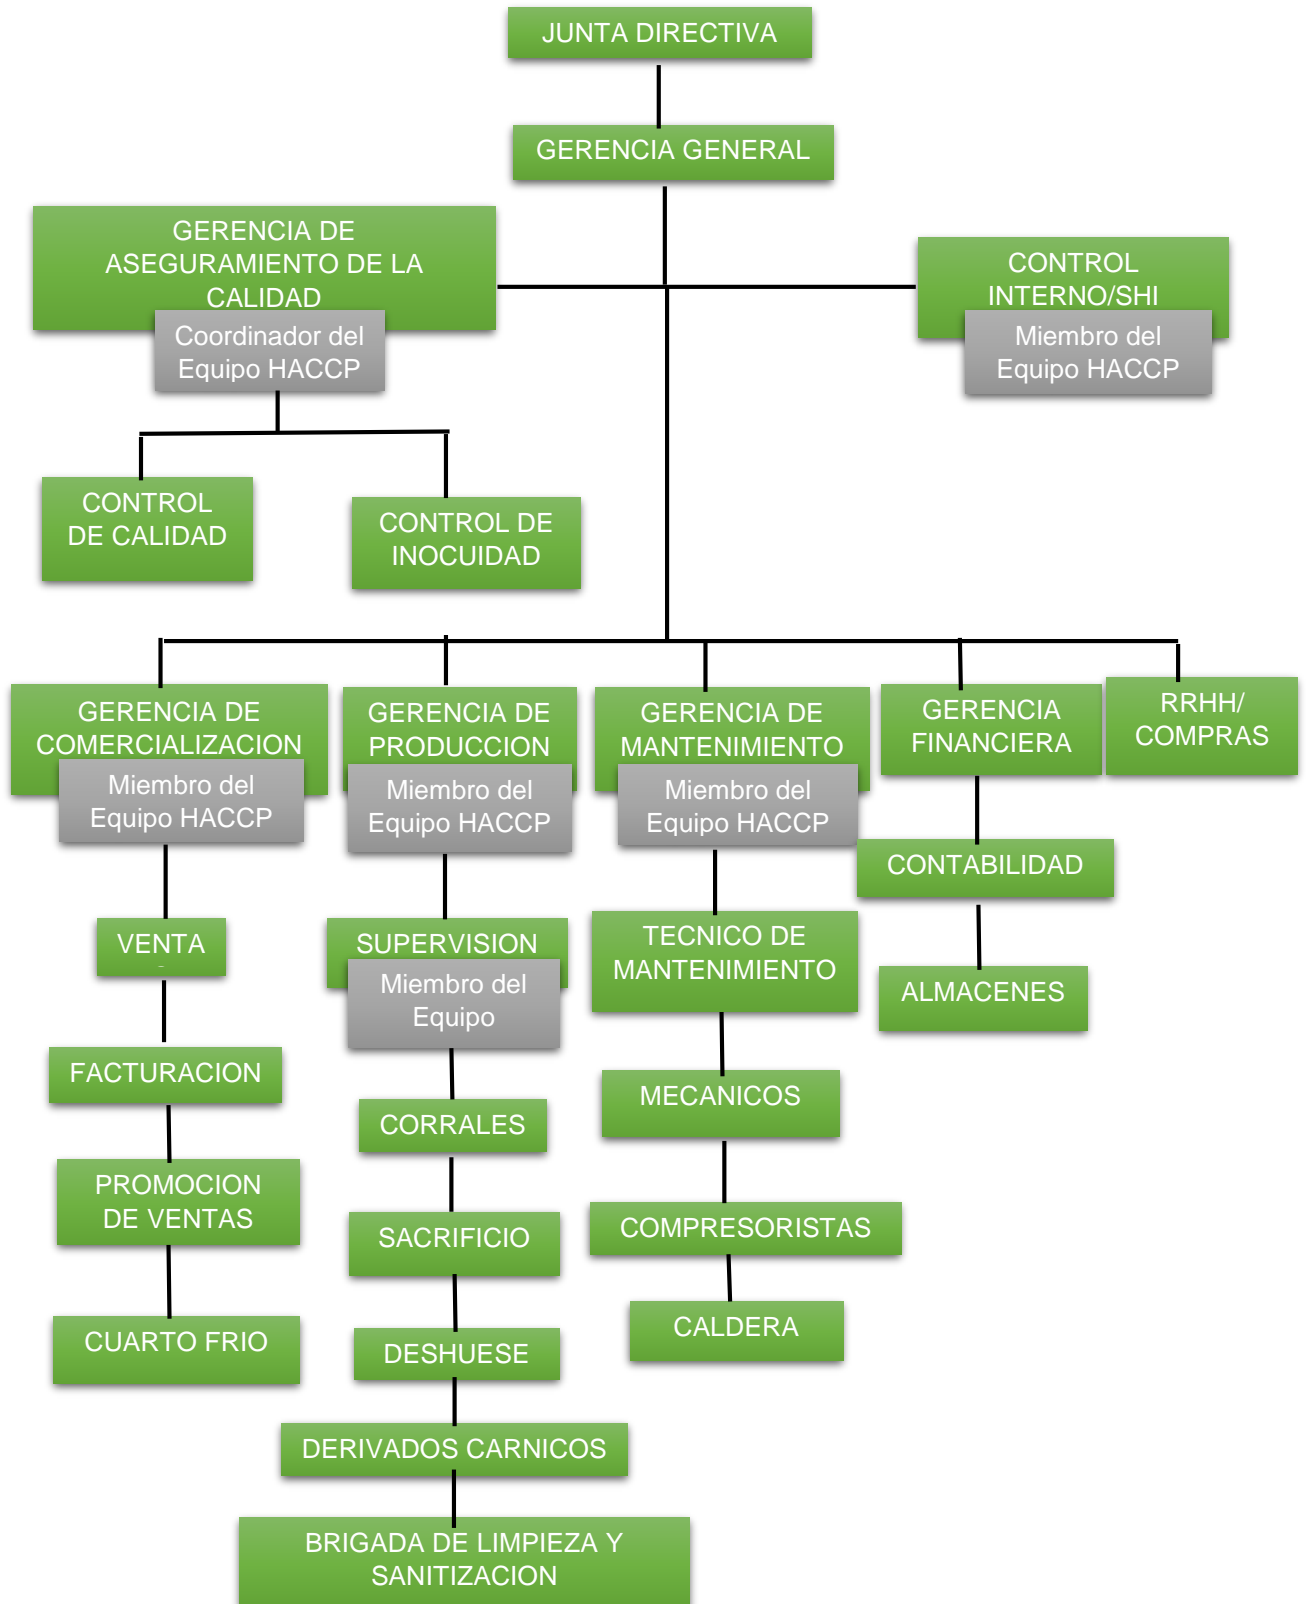 JUNTA DIRECTIVA
GERENCIA GENERAL
GERENCIA DE
ASEGURAMIENTO DE LA
CALIDAD
Coordinador del
Equipo HACCP
CONTROL
INTERNO/SHI
Miembro del
Equipo HACCP
CONTROL
DE CALIDAD
CONTROL DE
INOCUIDAD
GERENCIA DE
COMERCIALIZACION
Miembro del
Equipo HACCP
GERENCIA DE
PRODUCCION
Miembro del
Equipo HACCP
GERENCIA DE
MANTENIMIENTO
Miembro del
Equipo HACCP
GERENCIA
FINANCIERA
RRHH/
COMPRAS
VENTA
FACTURACION
PROMOCION
DE VENTAS
CUARTO FRIO
SUPERVISION
Miembro del
Equipo
CORRALES
SACRIFICIO
DESHUESE
DERIVADOS CARNICOS
BRIGADA DE LIMPIEZA Y
SANITIZACION
TECNICO DE
MANTENIMIENTO
MECANICOS
COMPRESORISTAS
CALDERA
CONTABILIDAD
ALMACENES